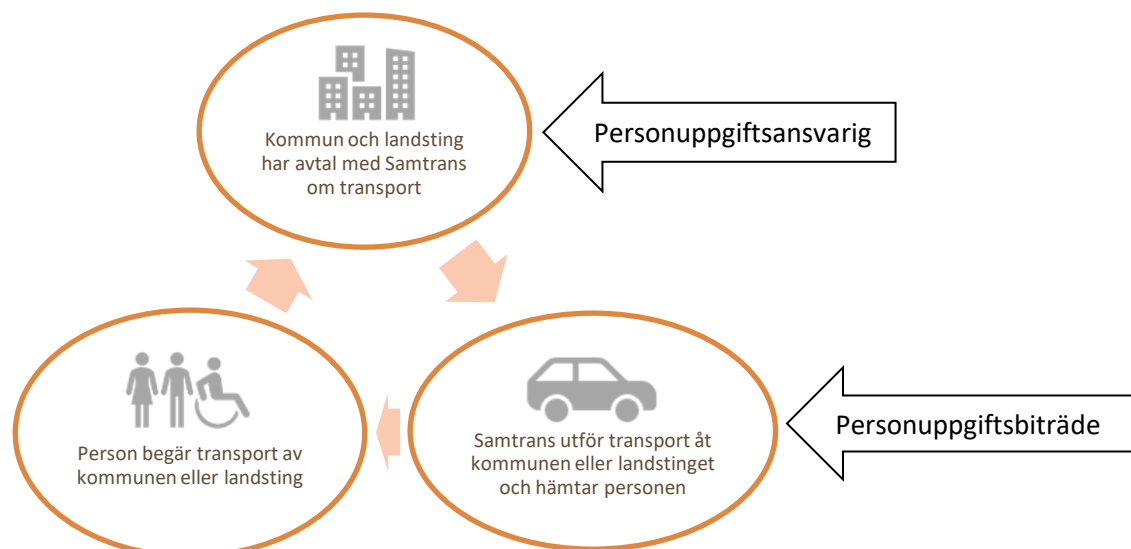 Kommun och landsting
har avtal med Samtrans
om transport
Personuppgiftsansvarig
Person begär transport av
kommunen eller landsting
Samtrans utför transport åt
kommunen eller landstinget
och hämtar personen
Personuppgiftsbiträde